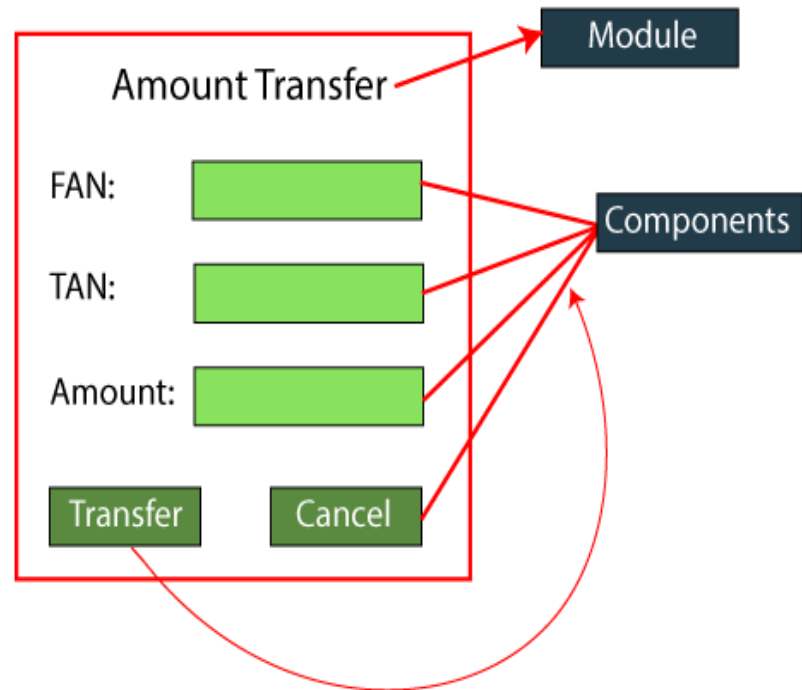 Module
Amount Transfer
FAN:
Components
TAN:
Amount:
Transfer
Cancel